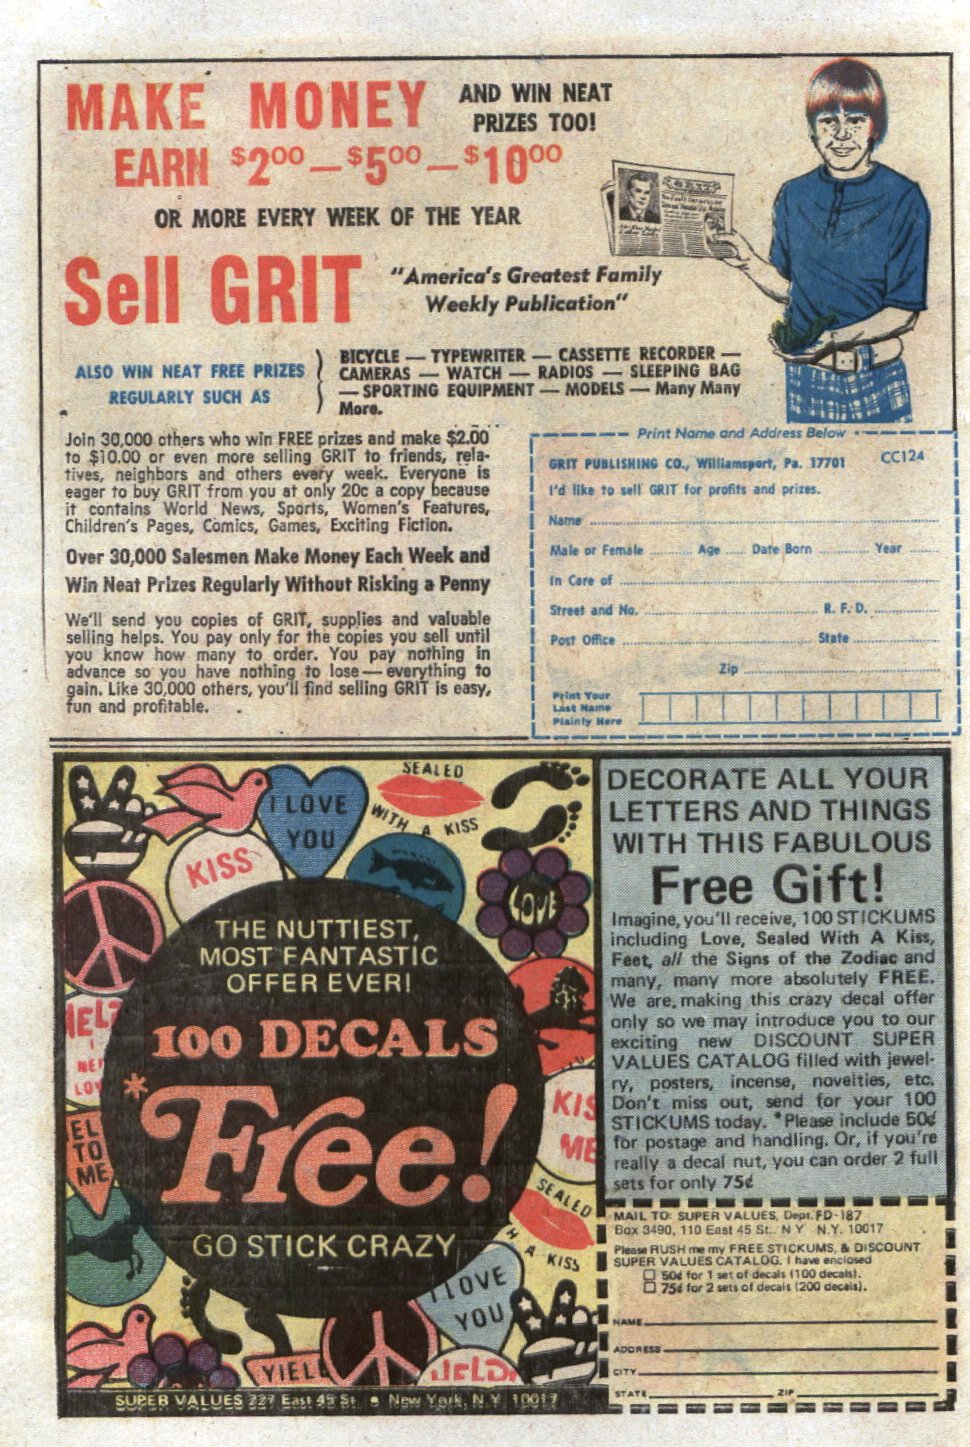 MAKE MONEY
AND WIN NEAT
PRIZES TOO!
EARN $2.00 — $5.00 — $10.00
OR MORE EVERY WEEK OF THE YEAR
Sell GRIT
"America's Greatest Family
Weekly Publication"
ALSO WIN NEAT FREE PRIZES
REGULARLY SUCH AS
BICYCLE — TYPEWRITER — CASSETTE RECORDER —
CAMERAS — WATCH — RADIOS — SLEEPING BAG
— SPORTING EQUIPMENT — MODELS — Many Many
More.
Join 30,000 others who win FREE prizes and make $2.00
to $10.00 or even more selling GRIT to friends, rela-
tives, neighbors and others every week. Everyone is
eager to buy GRIT from you at only 20c a copy because
it contains World News, Sports, Women's Features,
Children's Pages, Comics, Games, Exciting Fiction.
Over 30,000 Salesmen Make Money Each Week and
Win Neat Prizes Regularly Without Risking a Penny
We'll send you copies of GRIT, supplies and valuable
selling helps. You pay only for the copies you sell until
you know how many to order. You pay nothing in
advance so you have nothing to lose — everything to
gain. Like 30,000 others, you'll find selling GRIT is easy,
fun and profitable.
GRIT
Print Name and Address Below
GRIT PUBLISHING CO., Williamsport, Pa. 17701 CC124
I'd like to sell GRIT for profits and prizes.
Name
Male or Female Age Date Born Year
In Care of
Street and No. R. F. D.
Post Office State
Zip
Print Your
Last Name
Plainly Here
I LOVE
YOU
SEALED
WITH A KISS
KISS
LOVE
HELP
I
NEE
LOV
KIS
ME
EL
TO
ME
SEALED
H A KISS
I LOVE
YOU
YIEL
HELP
THE NUTTIEST,
MOST FANTASTIC
OFFER EVER!
100 DECALS
*Free!
GO STICK CRAZY
SUPER VALUES 227 East 45 St. • New York, N.Y. 10017
DECORATE ALL YOUR
LETTERS AND THINGS
WITH THIS FABULOUS
Free Gift!
Imagine, you'll receive, 100 STICKUMS
including Love, Sealed With A Kiss,
Feet, all the Signs of the Zodiac and
many, many more absolutely FREE.
We are making this crazy decal offer
only so we may introduce you to our
exciting new DISCOUNT SUPER
VALUES CATALOG filled with jewel-
ry, posters, incense, novelties, etc.
Don't miss out, send for your 100
STICKUMS today. *Please include 50¢
for postage and handling. Or, if you're
really a decal nut, you can order 2 full
sets for only 75¢
MAIL TO: SUPER VALUES, Dept. FD-187
Box 3490, 110 East 45 St., N Y N.Y. 10017
Please RUSH me my FREE STICKUMS, & DISCOUNT
SUPER VALUES CATALOG. I have enclosed
50¢ for 1 set of decals (100 decals).
75¢ for 2 sets of decals (200 decals).
NAME
ADDRESS
CITY
STATE ZIP